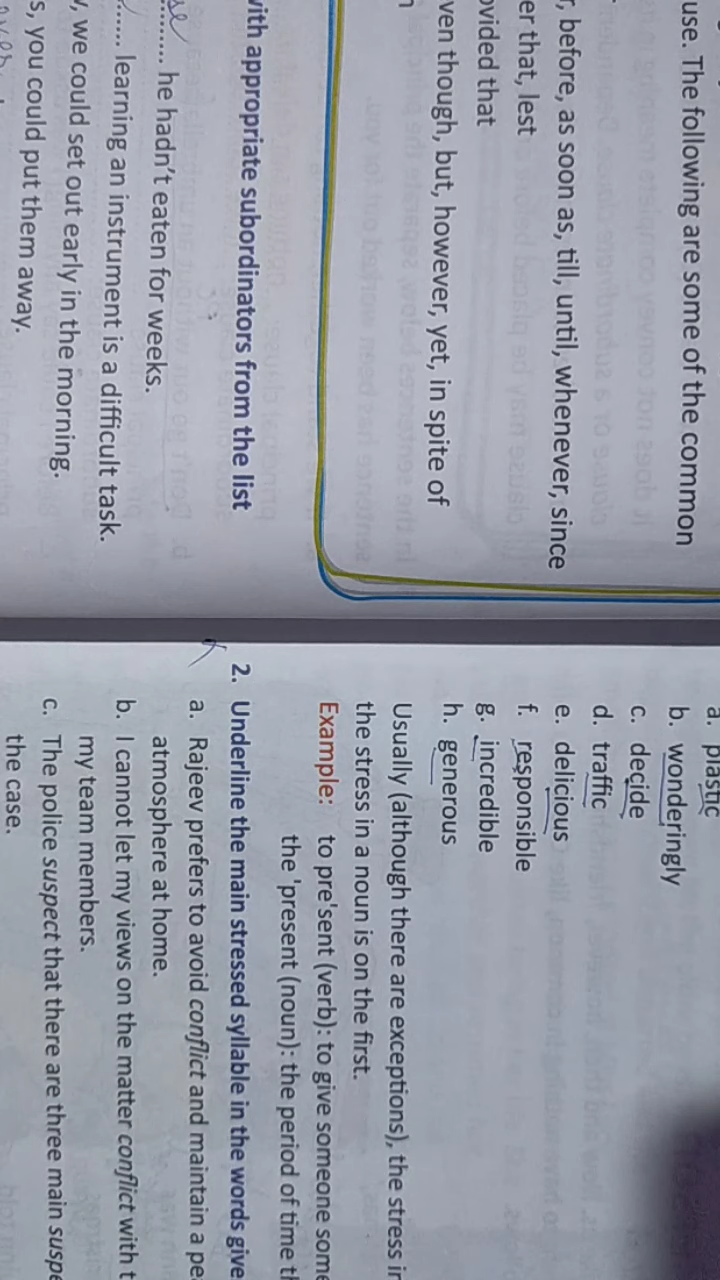 use. The following are some of the common
before, as soon as, till, until, whenever, since
er that, lest
ovided that
ven though, but, however, yet, in spite of
with appropriate subordinators from the list
he hadn't eaten for weeks.
learning an instrument is a difficult task.
we could set out early in the morning.
s, you could put them away.
a. plastic
b. wonderingly
c. decide
d. traffic
e. delicious
f. responsible
g. incredible
h. generous
Usually (although there are exceptions), the stress in
the stress in a noun is on the first.
Example: to pre'sent (verb): to give someone some
the 'present (noun): the period of time th
2. Underline the main stressed syllable in the words give
a. Rajeev prefers to avoid conflict and maintain a pe
atmosphere at home.
b. I cannot let my views on the matter conflict with t
my team members.
c. The police suspect that there are three main suspe
the case.